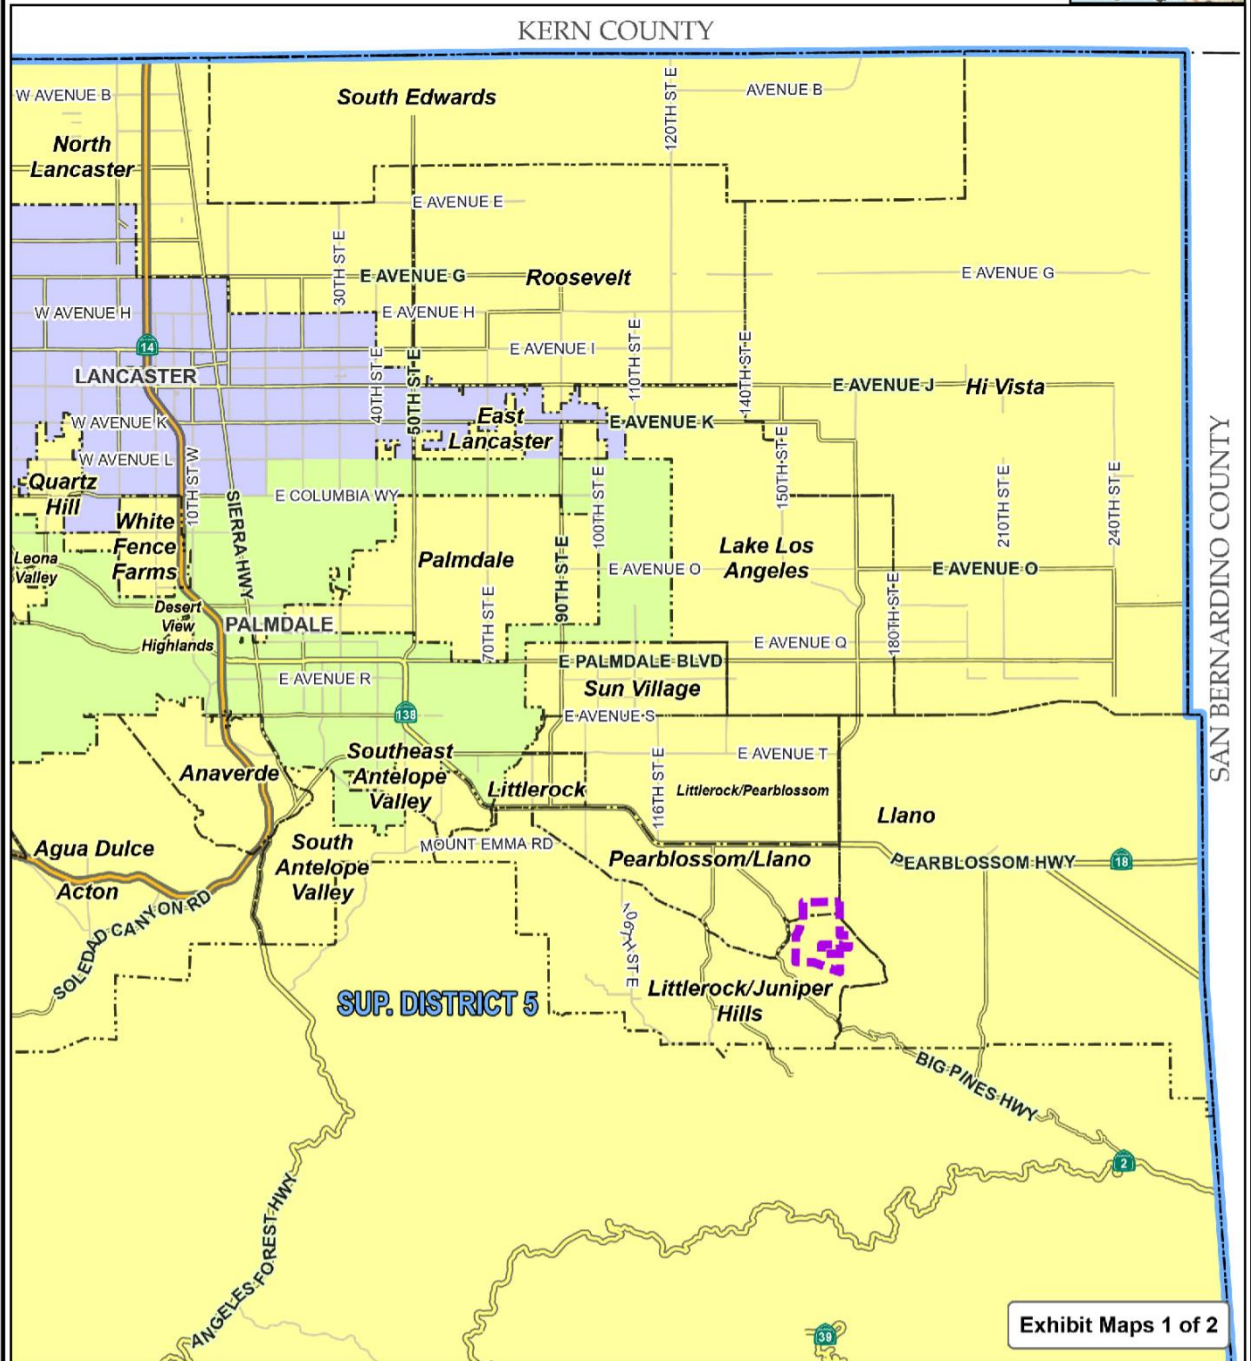 KERN COUNTY
W AVENUE B
South Edwards
120TH ST E
AVENUE B
North
Lancaster
E AVENUE E
30TH ST E
E AVENUE G
Roosevelt
E AVENUE G
W AVENUE H
E AVENUE H
14
E AVENUE I
110TH ST E
140TH ST E
LANCASTER
40TH ST E
50TH ST E
E AVENUE J
Hi Vista
W AVENUE K
East
Lancaster
E AVENUE K
W AVENUE L
150TH ST E
Quartz
Hill
10TH ST W
SIERRA HWY
E COLUMBIA WY
100TH ST E
210TH ST E
240TH ST E
SAN BERNARDINO COUNTY
White
Fence
Farms
Leona
Valley
Palmdale
90TH ST E
Lake Los
Angeles
E AVENUE O
E AVENUE O
Desert
View
Highlands
PALMDALE
70TH ST E
180TH ST E
E AVENUE Q
E PALMDALE BLVD
E AVENUE R
Sun Village
138
E AVENUE S
Anaverde
Southeast
Antelope
Valley
E AVENUE T
Littlerock
116TH ST E
Littlerock/Pearblossom
Llano
Agua Dulce
South
Antelope
Valley
MOUNT EMMA RD
Pearblossom/Llano
PEARBLOSSOM HWY
18
Acton
SOLEDAD CANYON RD
Littlerock/Juniper
Hills
SUP. DISTRICT 5
BIG PINES HWY
2
ANGELES FOREST HWY
39
Exhibit Maps 1 of 2